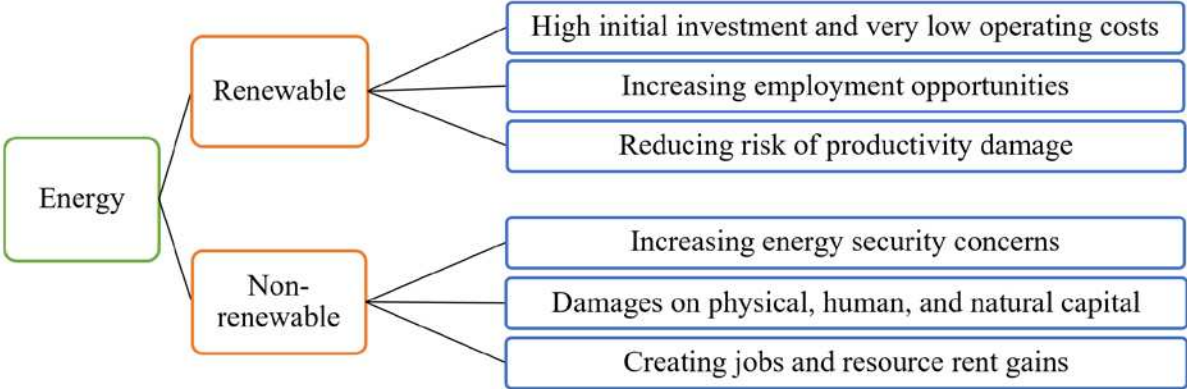 Energy
Renewable
High initial investment and very low operating costs
Increasing employment opportunities
Reducing risk of productivity damage
Non-
renewable
Increasing energy security concerns
Damages on physical, human, and natural capital
Creating jobs and resource rent gains